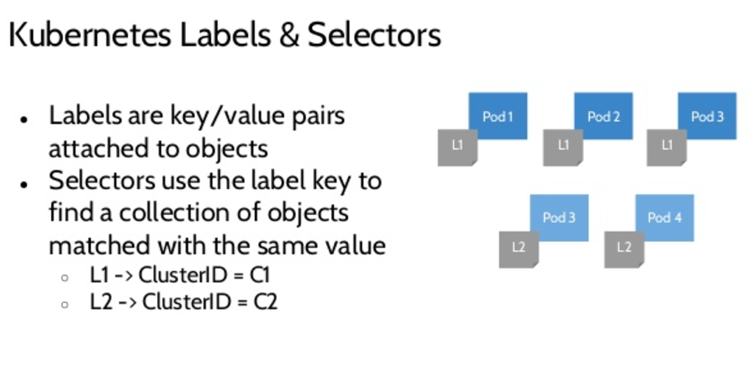 Kubernetes Labels & Selectors
• Labels are key/value pairs
attached to objects
• Selectors use the label key to
find a collection of objects
matched with the same value
○ L1 -> ClusterID = C1
○ L2 -> ClusterID = C2
Pod 1
Pod 2
Pod 3
L1
L1
L1
Pod 3
Pod 4
L2
L2